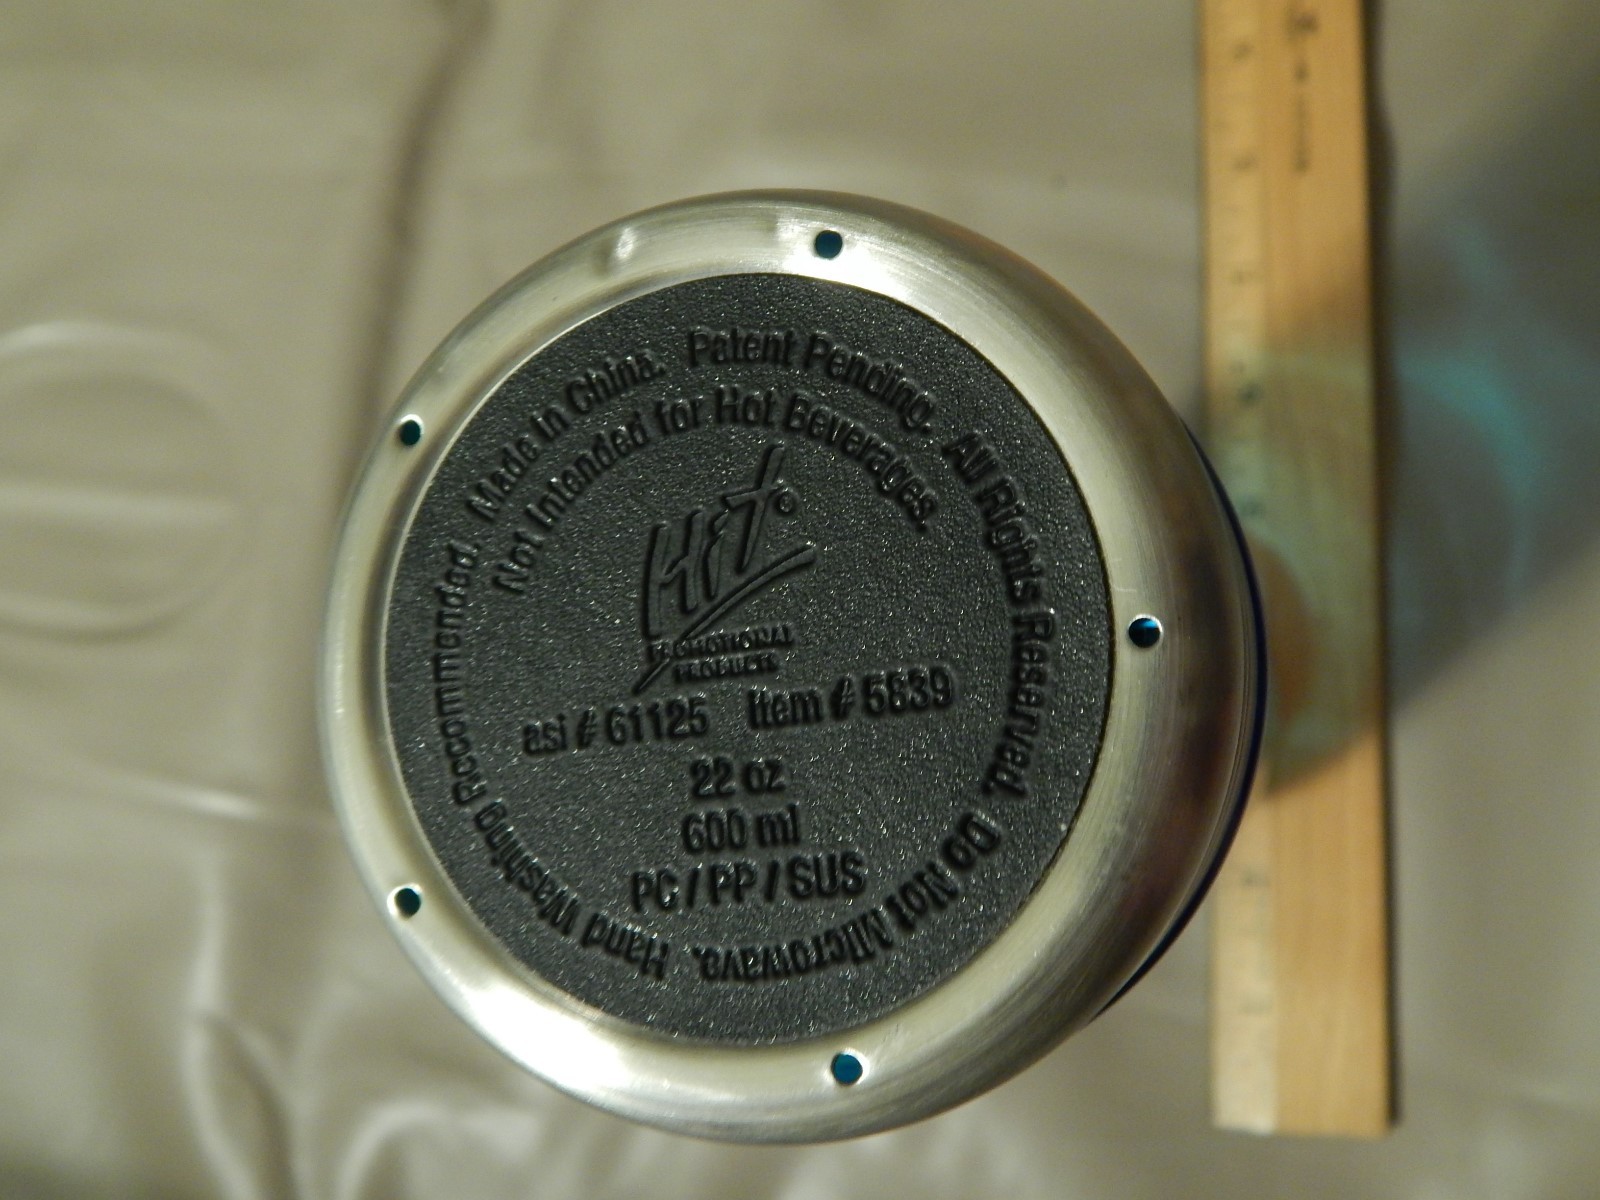 Made in China. Patent Pending. All Rights Reserved. Do Not Microwave. Hand Washing Recommended.
Not Intended for Hot Beverages.
Hit®
PROMOTIONAL
PRODUCTS
asi # 61125 Item # 5839
22 oz
600 ml
PC / PP / SUS